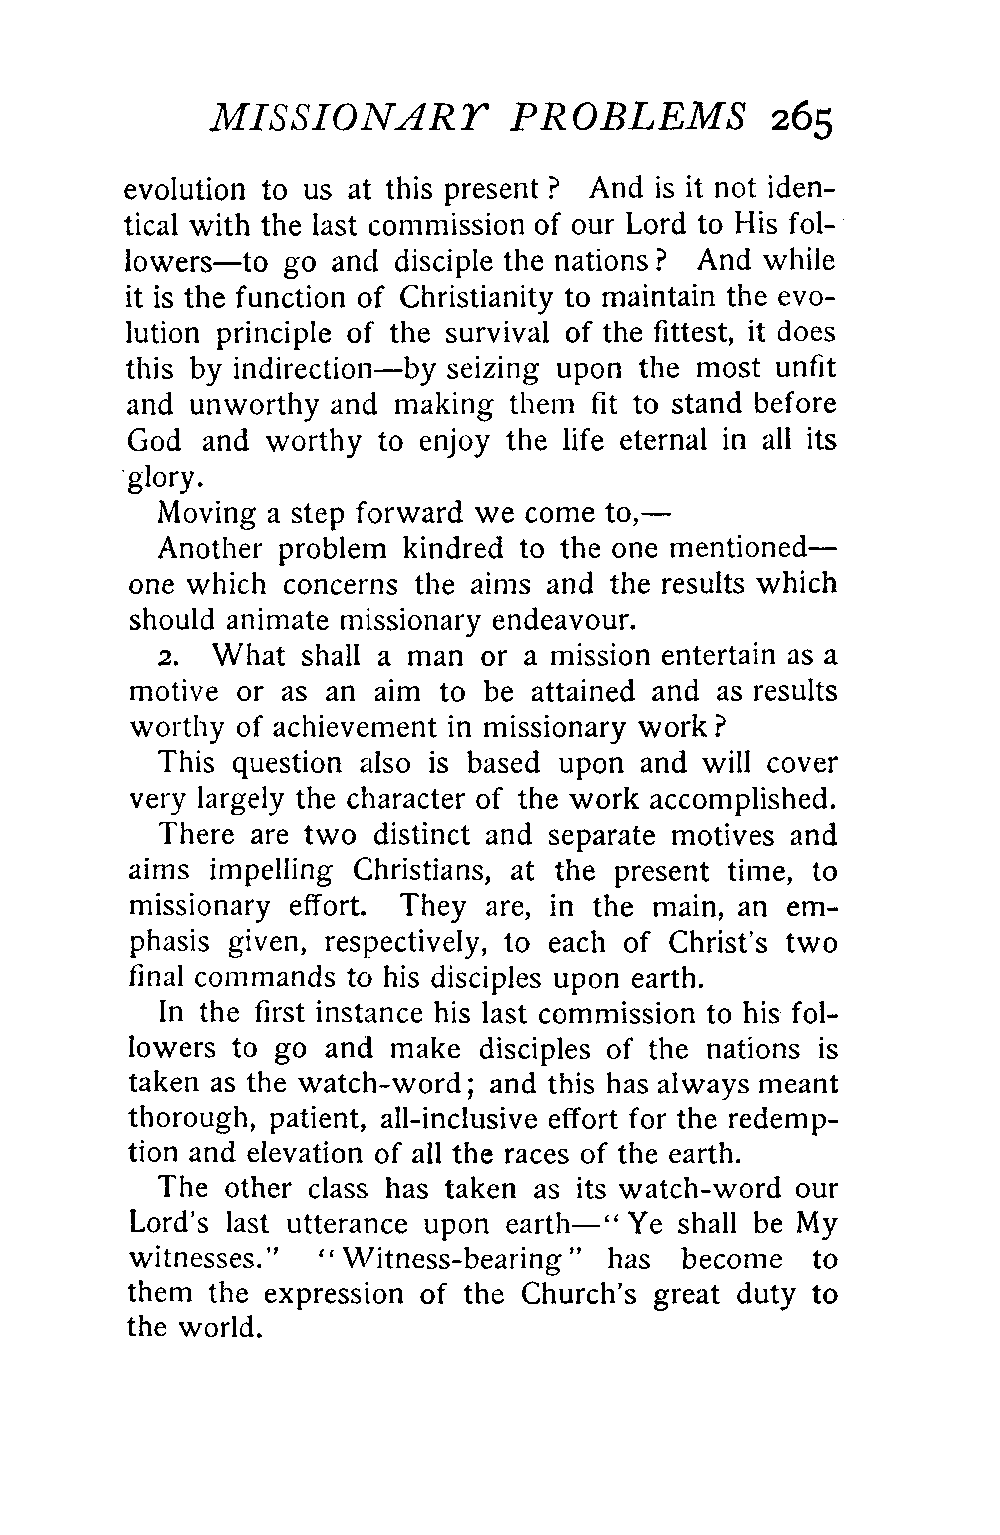 MISSIONARY PROBLEMS 265
evolution to us at this present? And is it not iden-
tical with the last commission of our Lord to His fol-
lowers—to go and disciple the nations? And while
it is the function of Christianity to maintain the evo-
lution principle of the survival of the fittest, it does
this by indirection—by seizing upon the most unfit
and unworthy and making them fit to stand before
God and worthy to enjoy the life eternal in all its
glory.
Moving a step forward we come to,—
Another problem kindred to the one mentioned—
one which concerns the aims and the results which
should animate missionary endeavour.
2. What shall a man or a mission entertain as a
motive or as an aim to be attained and as results
worthy of achievement in missionary work?
This question also is based upon and will cover
very largely the character of the work accomplished.
There are two distinct and separate motives and
aims impelling Christians, at the present time, to
missionary effort. They are, in the main, an em-
phasis given, respectively, to each of Christ's two
final commands to his disciples upon earth.
In the first instance his last commission to his fol-
lowers to go and make disciples of the nations is
taken as the watch-word; and this has always meant
thorough, patient, all-inclusive effort for the redemp-
tion and elevation of all the races of the earth.
The other class has taken as its watch-word our
Lord's last utterance upon earth—"Ye shall be My
witnesses." "Witness-bearing" has become to
them the expression of the Church's great duty to
the world.